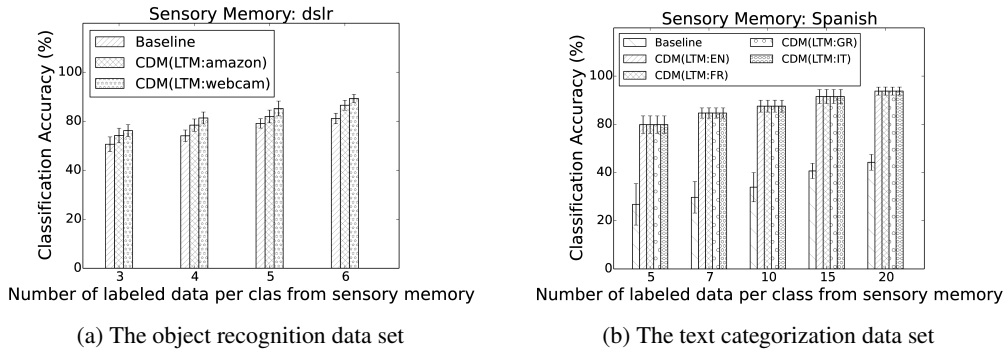 Sensory Memory: dslr
Classification Accuracy (%)
Baseline
CDM(LTM:amazon)
CDM(LTM:webcam)
100
80
60
40
20
0
3 4 5 6
Number of labeled data per clas from sensory memory
(a) The object recognition data set
Sensory Memory: Spanish
Classification Accuracy (%)
Baseline CDM(LTM:GR)
CDM(LTM:EN) CDM(LTM:IT)
CDM(LTM:FR)
100
80
60
40
20
0
5 7 10 15 20
Number of labeled data per class from sensory memory
(b) The text categorization data set